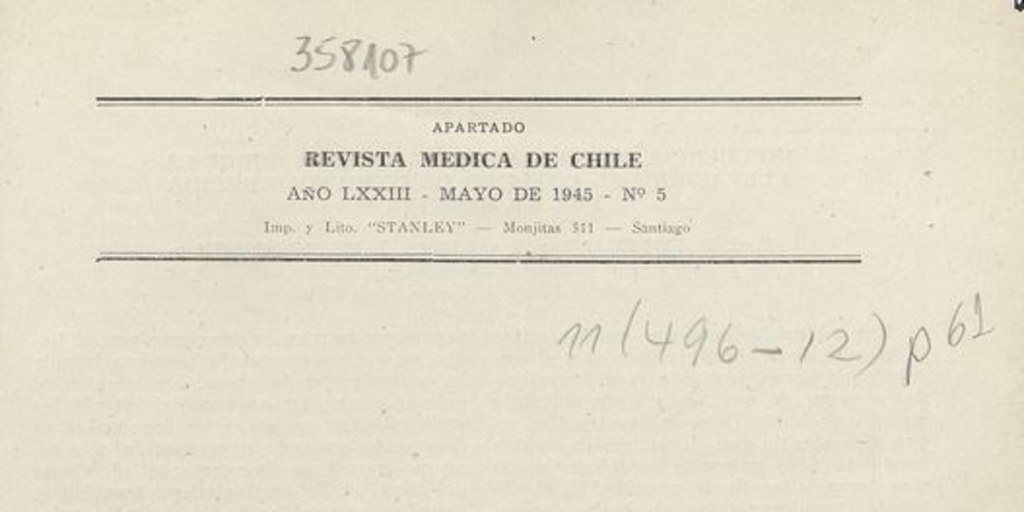 358107
APARTADO
REVISTA MEDICA DE CHILE
AÑO LXXIII - MAYO DE 1945 - Nº 5
Imp. y Lito. "STANLEY" — Monjitas 511 — Santiago
11(496-12) p 61